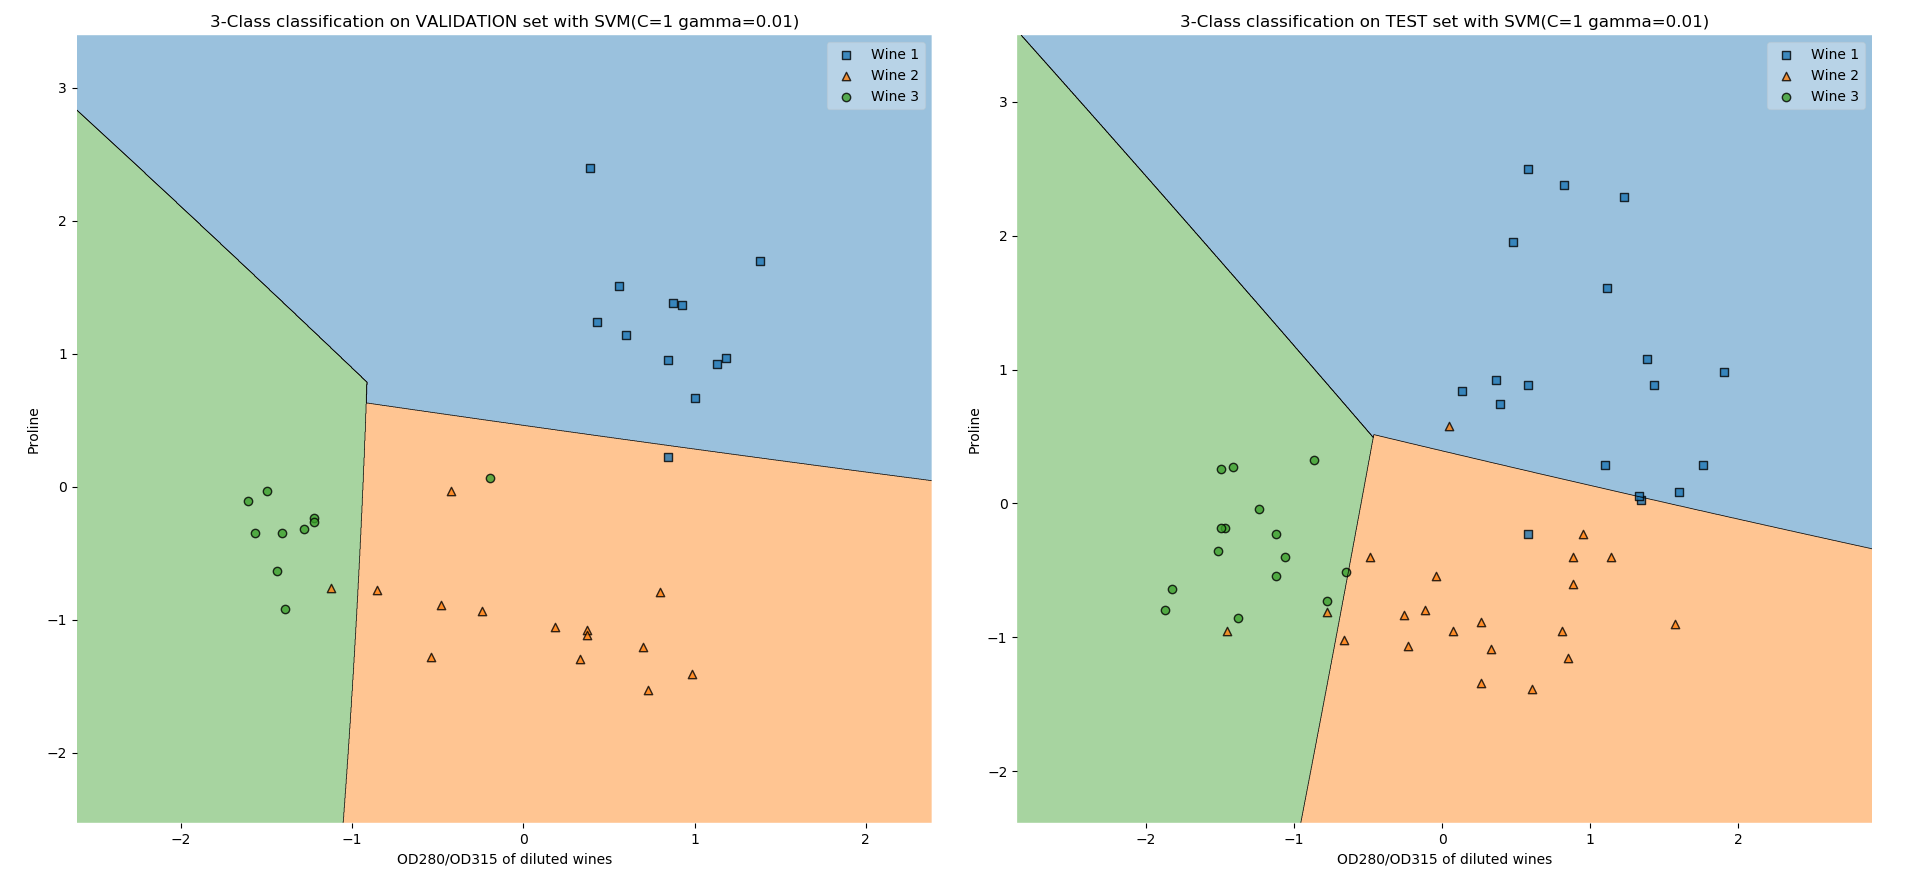 3-Class classification on VALIDATION set with SVM(C=1 gamma=0.01)
Wine 1
Wine 2
Wine 3
3
2
1
0
−1
−2
Proline
−2
−1
0
1
2
OD280/OD315 of diluted wines
3-Class classification on TEST set with SVM(C=1 gamma=0.01)
Wine 1
Wine 2
Wine 3
3
2
1
0
−1
−2
Proline
−2
−1
0
1
2
OD280/OD315 of diluted wines